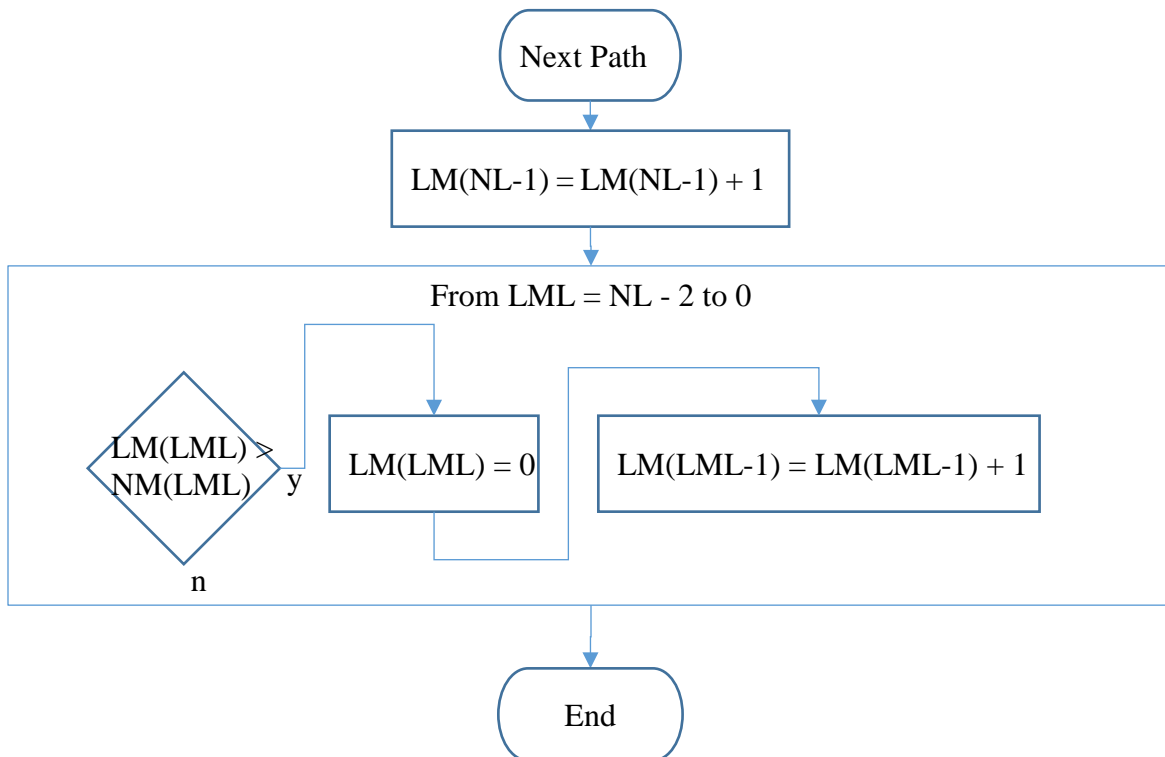 Next Path
LM(NL-1) = LM(NL-1) + 1
From LML = NL - 2 to 0
LM(LML) >
NM(LML)
y
n
LM(LML) = 0
LM(LML-1) = LM(LML-1) + 1
End